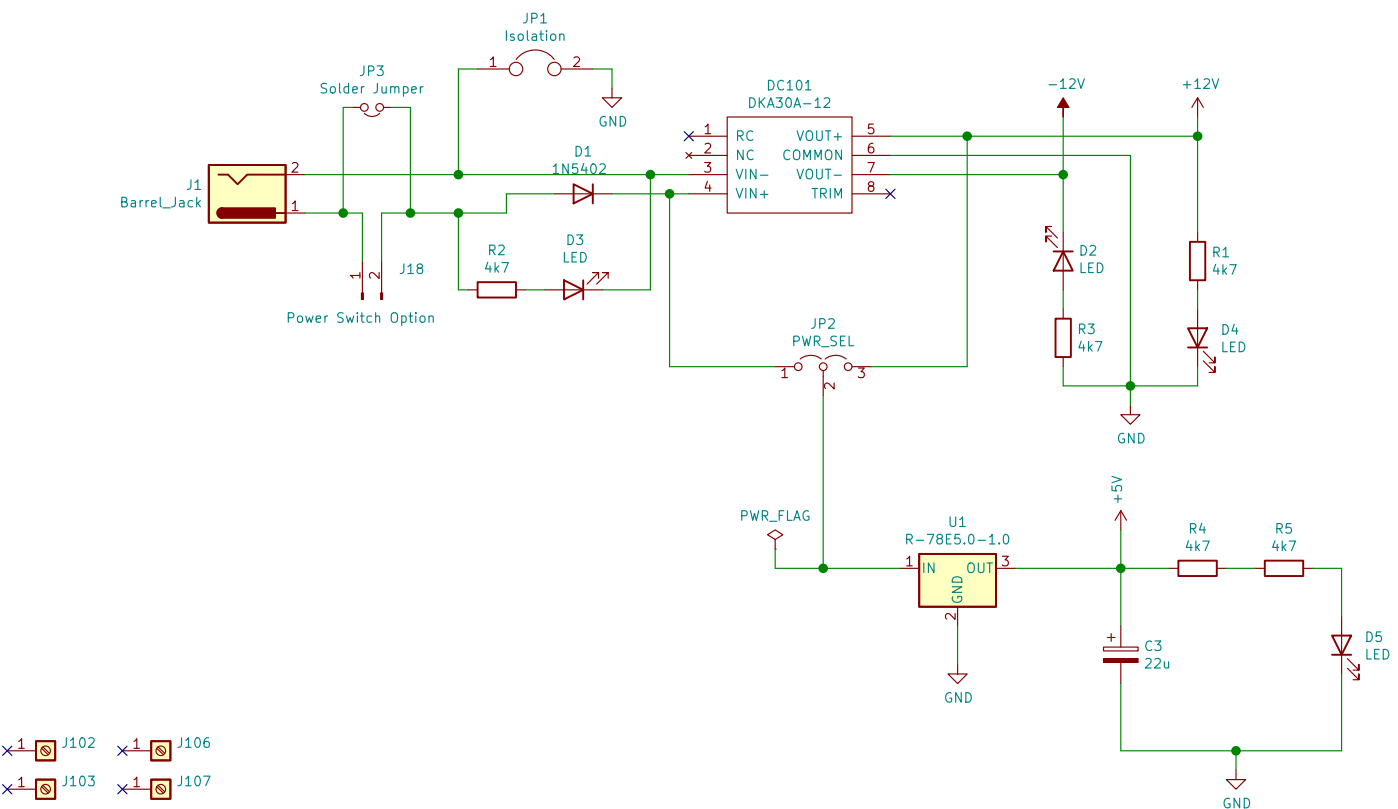 JP1
Isolation
1 2
GND
JP3
Solder Jumper
J1
Barrel_Jack
2
1
1 2
J18
Power Switch Option
D1
1N5402
R2
4k7
D3
LED
DC101
DKA30A-12
1 RC VOUT+ 5
2 NC COMMON 6
3 VIN- VOUT- 7
4 VIN+ TRIM 8
-12V
+12V
D2
LED
R1
4k7
R3
4k7
D4
LED
GND
JP2
PWR_SEL
1 2 3
PWR_FLAG
U1
R-78E5.0-1.0
1 IN OUT 3
GND
2
GND
+5V
R4
4k7
R5
4k7
+
C3
22u
D5
LED
GND
1 J102
1 J106
1 J103
1 J107